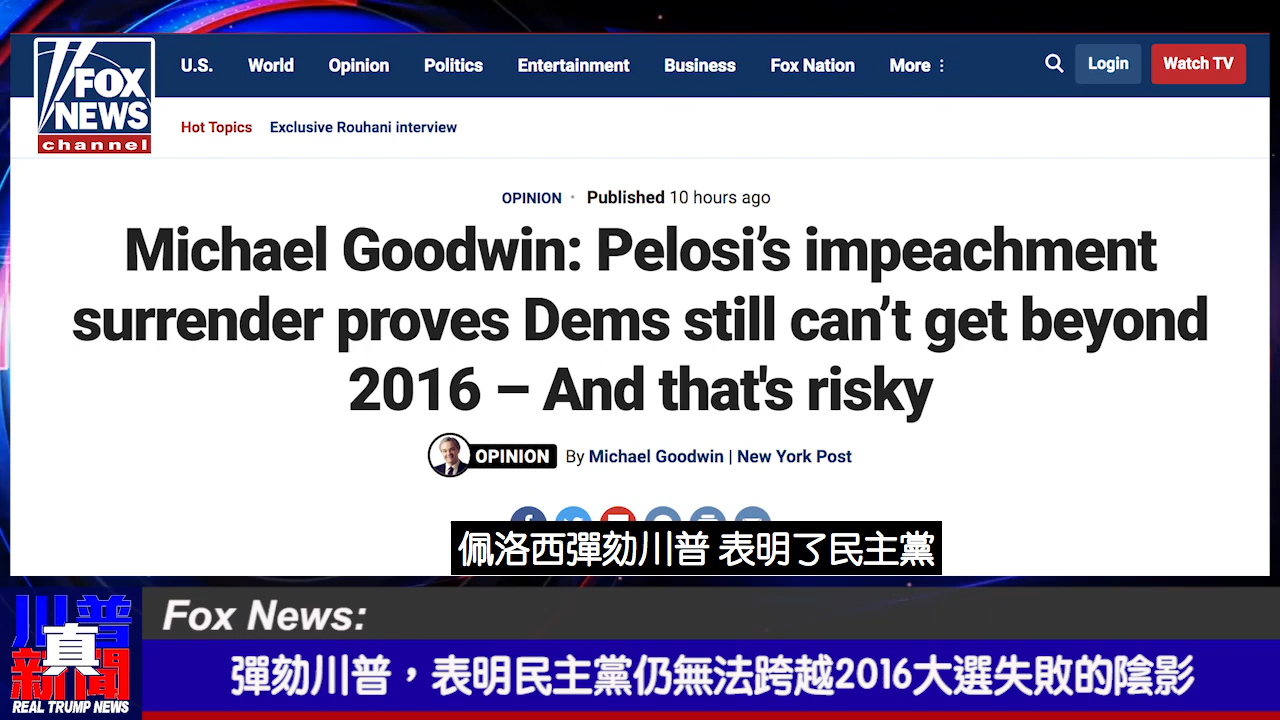 FOX
NEWS
channel
U.S. World Opinion Politics Entertainment Business Fox Nation More Login Watch TV
Hot Topics Exclusive Rouhani interview
OPINION · Published 10 hours ago
Michael Goodwin: Pelosi’s impeachment
surrender proves Dems still can’t get beyond
2016 – And that's risky
OPINION By Michael Goodwin | New York Post
佩洛西彈劾川普 表明了民主黨
Fox News:
彈劾川普，表明民主黨仍無法跨越2016大選失敗的陰影
川普
真
新聞
REAL TRUMP NEWS